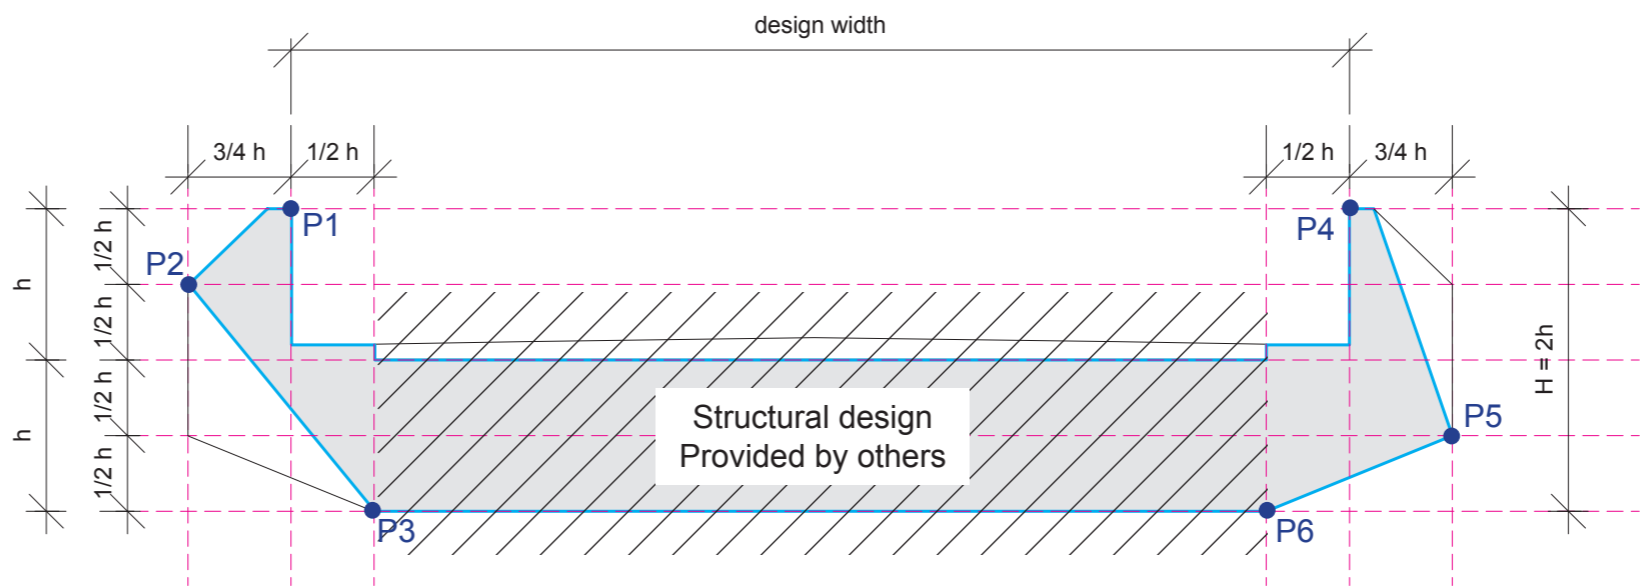 design width
3/4 h
1/2 h
1/2 h
3/4 h
P1
P4
P2
1/2 h
h
1/2 h
H = 2h
1/2 h
Structural design
Provided by others
P5
h
1/2 h
P3
P6